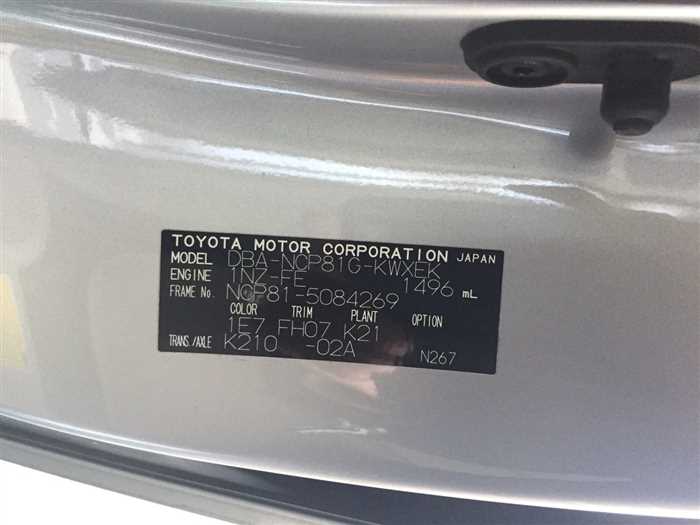 TOYOTA MOTOR CORPORATION JAPAN
MODEL DBA-NCP81G-KWXEK
ENGINE 1NZ-FE 1496 mL
FRAME No. NCP81-5084269
COLOR TRIM PLANT OPTION
1E7 FH07 K21
TRANS./AXLE K210 -02A N267